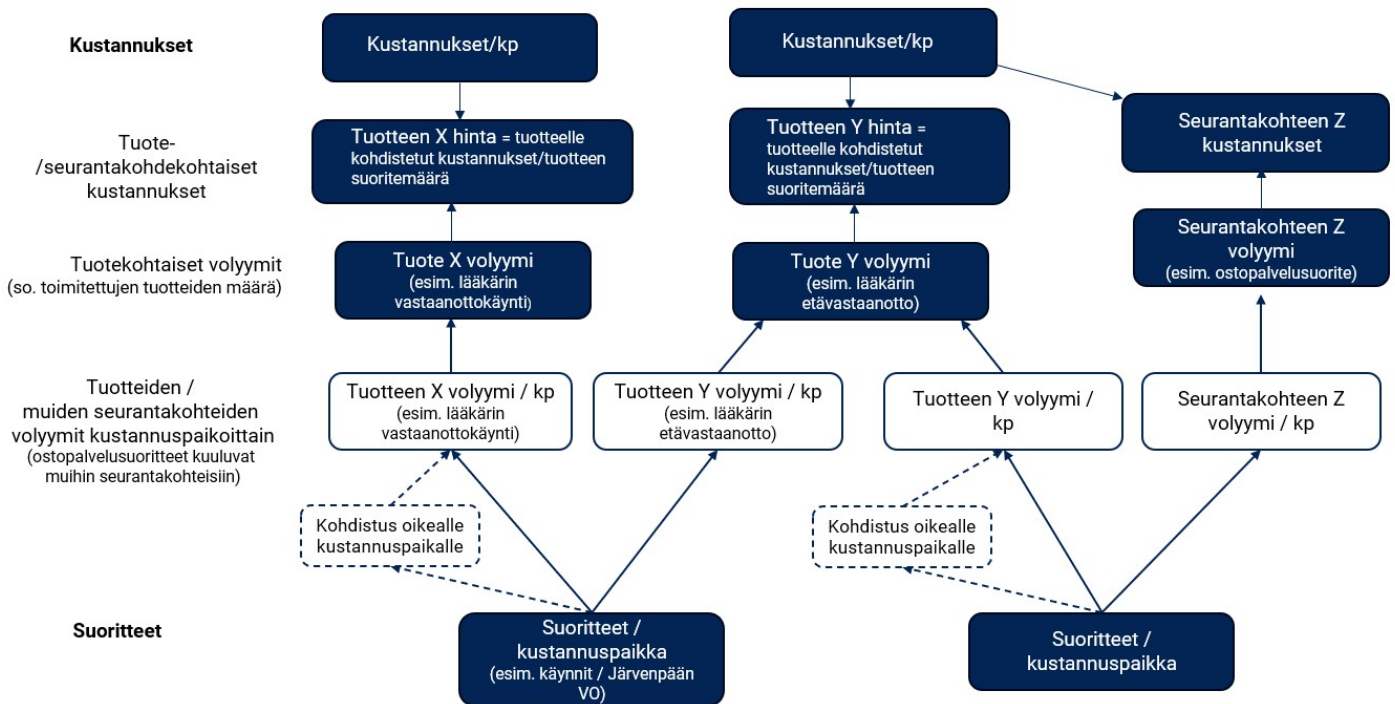 Kustannukset
Kustannukset/kp
Kustannukset/kp
Tuote-
/seurantakohdekohtaiset
kustannukset
Tuotteen X hinta = tuotteelle
kohdistetut kustannukset/tuotteen
suoritemäärä
Tuotteen Y hinta =
tuotteelle kohdistetut
kustannukset/tuotteen
suoritemäärä
Seurantakohteen Z
kustannukset
Tuotekohtaiset volyymit
(so. toimitettujen tuotteiden määrä)
Tuote X volyymi
(esim. lääkärin
vastaanottokäynti)
Tuote Y volyymi
(esim. lääkärin
etävastaanotto)
Seurantakohteen Z
volyymi
(esim. ostopalvelusuorite)
Tuotteiden /
muiden seurantakohteiden
volyymit kustannuspaikoittain
(ostopalvelusuoritteet kuuluvat
muihin seurantakohteisiin)
Tuotteen X volyymi / kp
(esim. lääkärin
vastaanottokäynti)
Tuotteen Y volyymi / kp
(esim. lääkärin
etävastaanotto)
Tuotteen Y volyymi /
kp
Seurantakohteen Z
volyymi / kp
Kohdistus oikealle
kustannuspaikalle
Kohdistus oikealle
kustannuspaikalle
Suoritteet
Suoritteet /
kustannuspaikka
(esim. käynnit / Järvenpään
VO)
Suoritteet /
kustannuspaikka